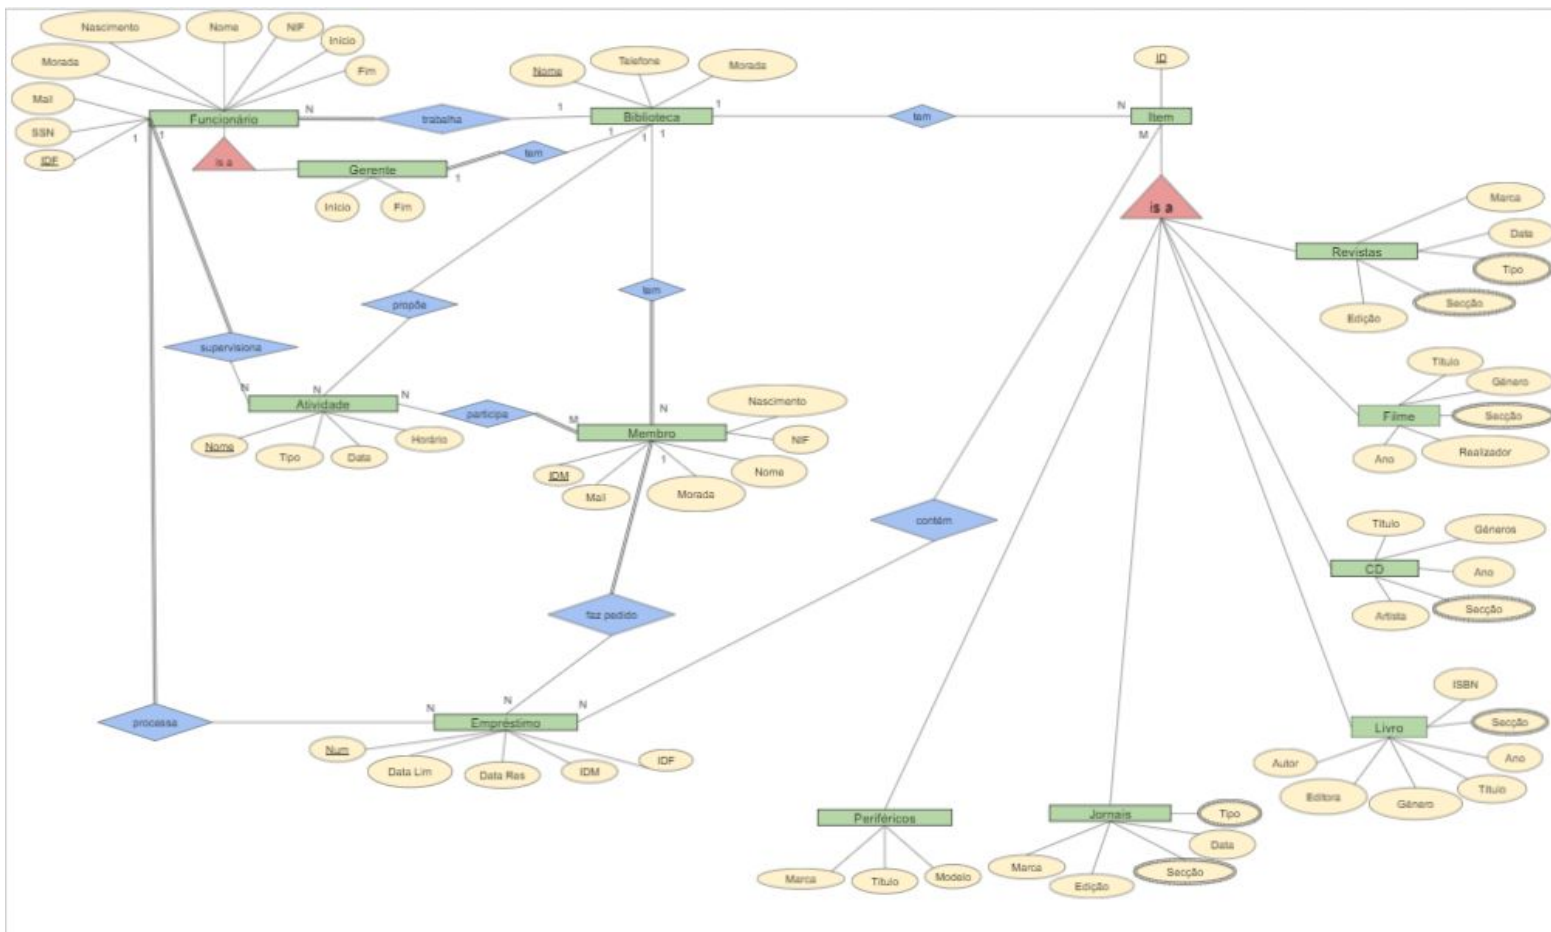 Nascimento
Nome
NIF
Início
Fim
Morada
Mail
SSN
IDF
Funcionário
N
trabalha
1
1
1
is a
Gerente
1
tem
Início
Fim
Nome
Telefone
Morada
Biblioteca
1
1
1
1
tem
N
Item
ID
M
is a
Marca
Data
Revistas
Tipo
Secção
Edição
propõe
tem
supervisiona
N
N
Atividade
N
participa
M
N
Membro
Nascimento
NIF
Nome
Morada
Mail
IDM
1
Nome
Tipo
Data
Horário
Título
Género
Filme
Secção
Ano
Realizador
contém
Título
Géneros
CD
Ano
Secção
Artista
faz pedido
processa
N
N
N
Empréstimo
Num
Data Lim
Data Res
IDM
IDF
ISBN
Livro
Secção
Autor
Ano
Editora
Género
Título
Periféricos
Marca
Título
Modelo
Jornais
Tipo
Data
Marca
Secção
Edição